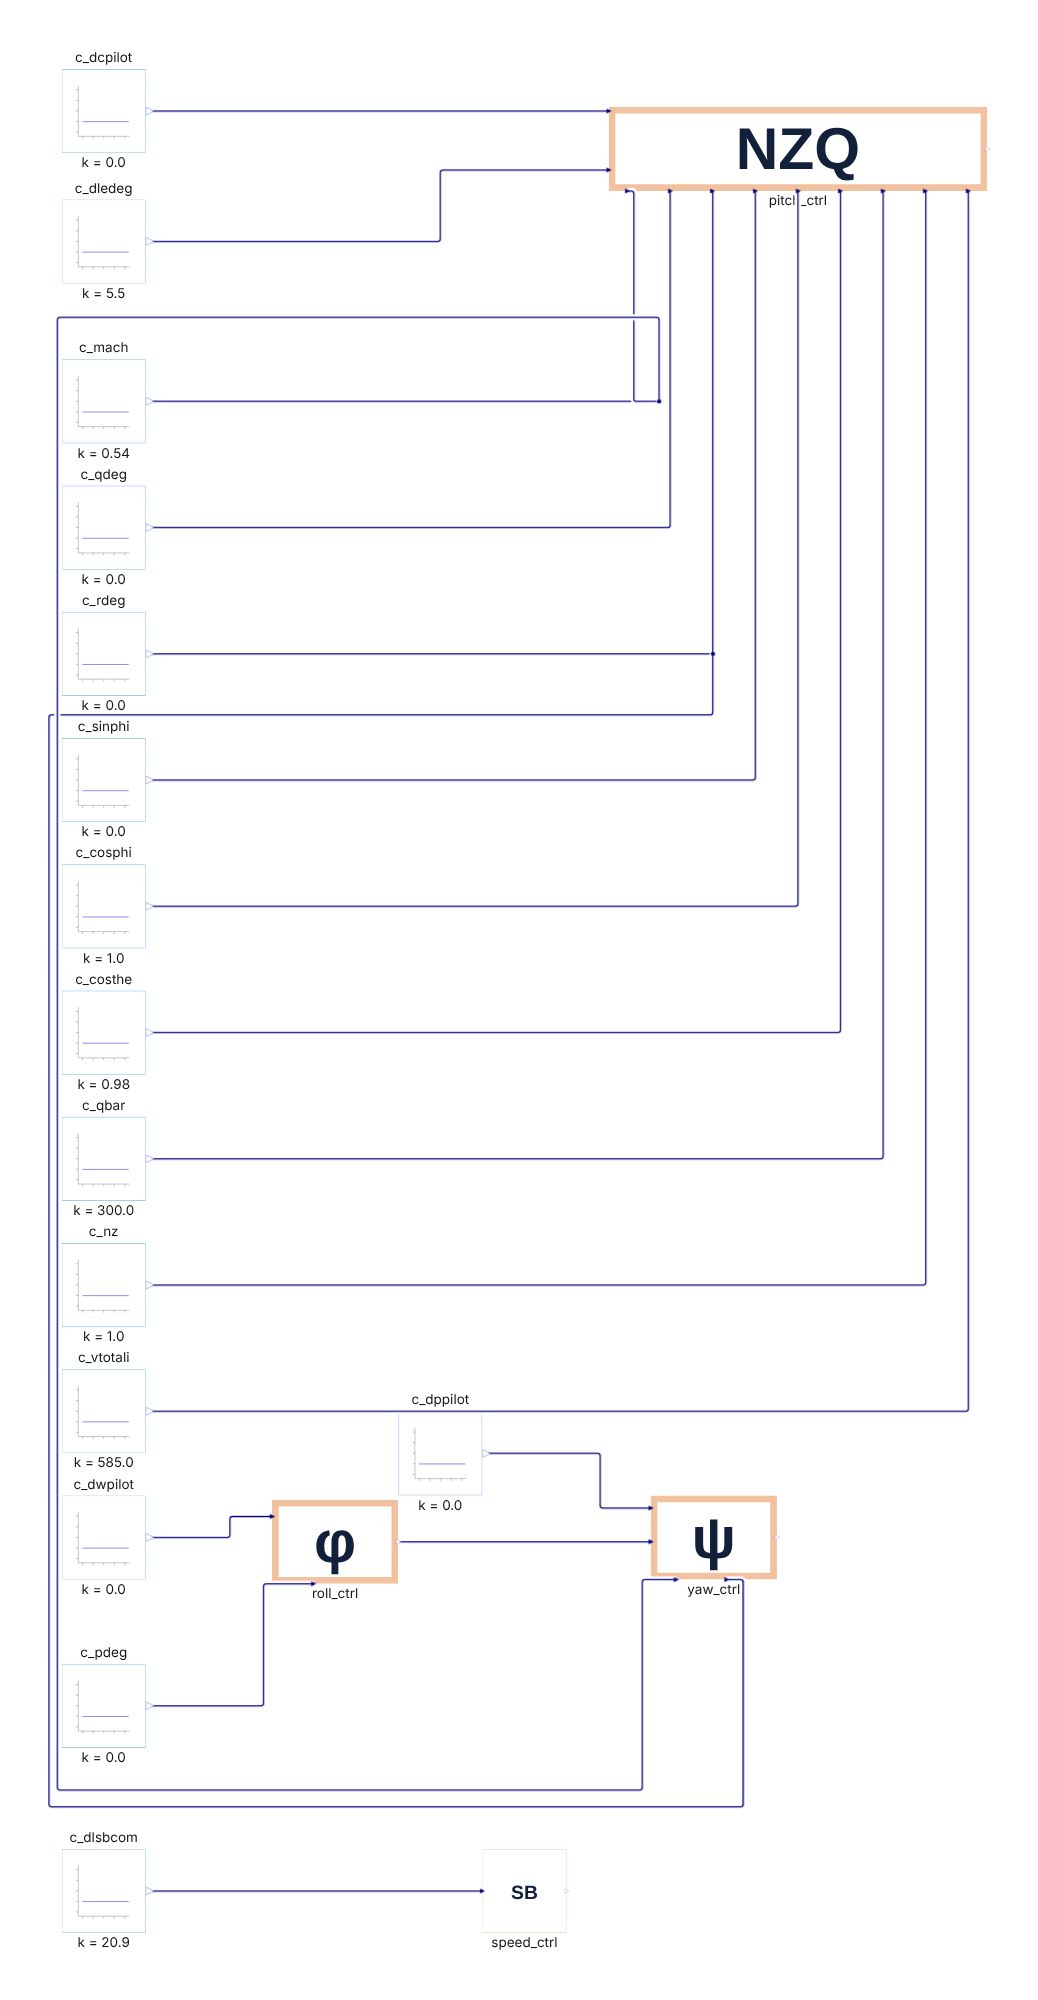 c_dcpilot
k = 0.0
NZQ
pitch_ctrl
c_dledeg
k = 5.5
c_mach
k = 0.54
c_qdeg
k = 0.0
c_rdeg
k = 0.0
c_sinphi
k = 0.0
c_cosphi
k = 1.0
c_costhe
k = 0.98
c_qbar
k = 300.0
c_nz
k = 1.0
c_vtotali
k = 585.0
c_dppilot
k = 0.0
c_dwpilot
k = 0.0
φ
roll_ctrl
ψ
yaw_ctrl
c_pdeg
k = 0.0
c_dlsbcom
k = 20.9
SB
speed_ctrl